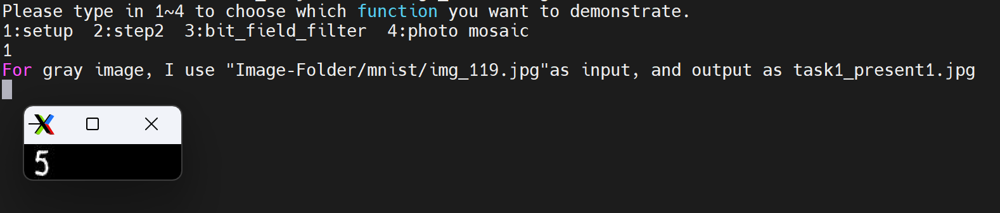 Please type in 1~4 to choose which function you want to demonstrate.
1:setup  2:step2  3:bit_field_filter  4:photo mosaic
1
For gray image, I use "Image-Folder/mnist/img_119.jpg"as input, and output as task1_present1.jpg
5